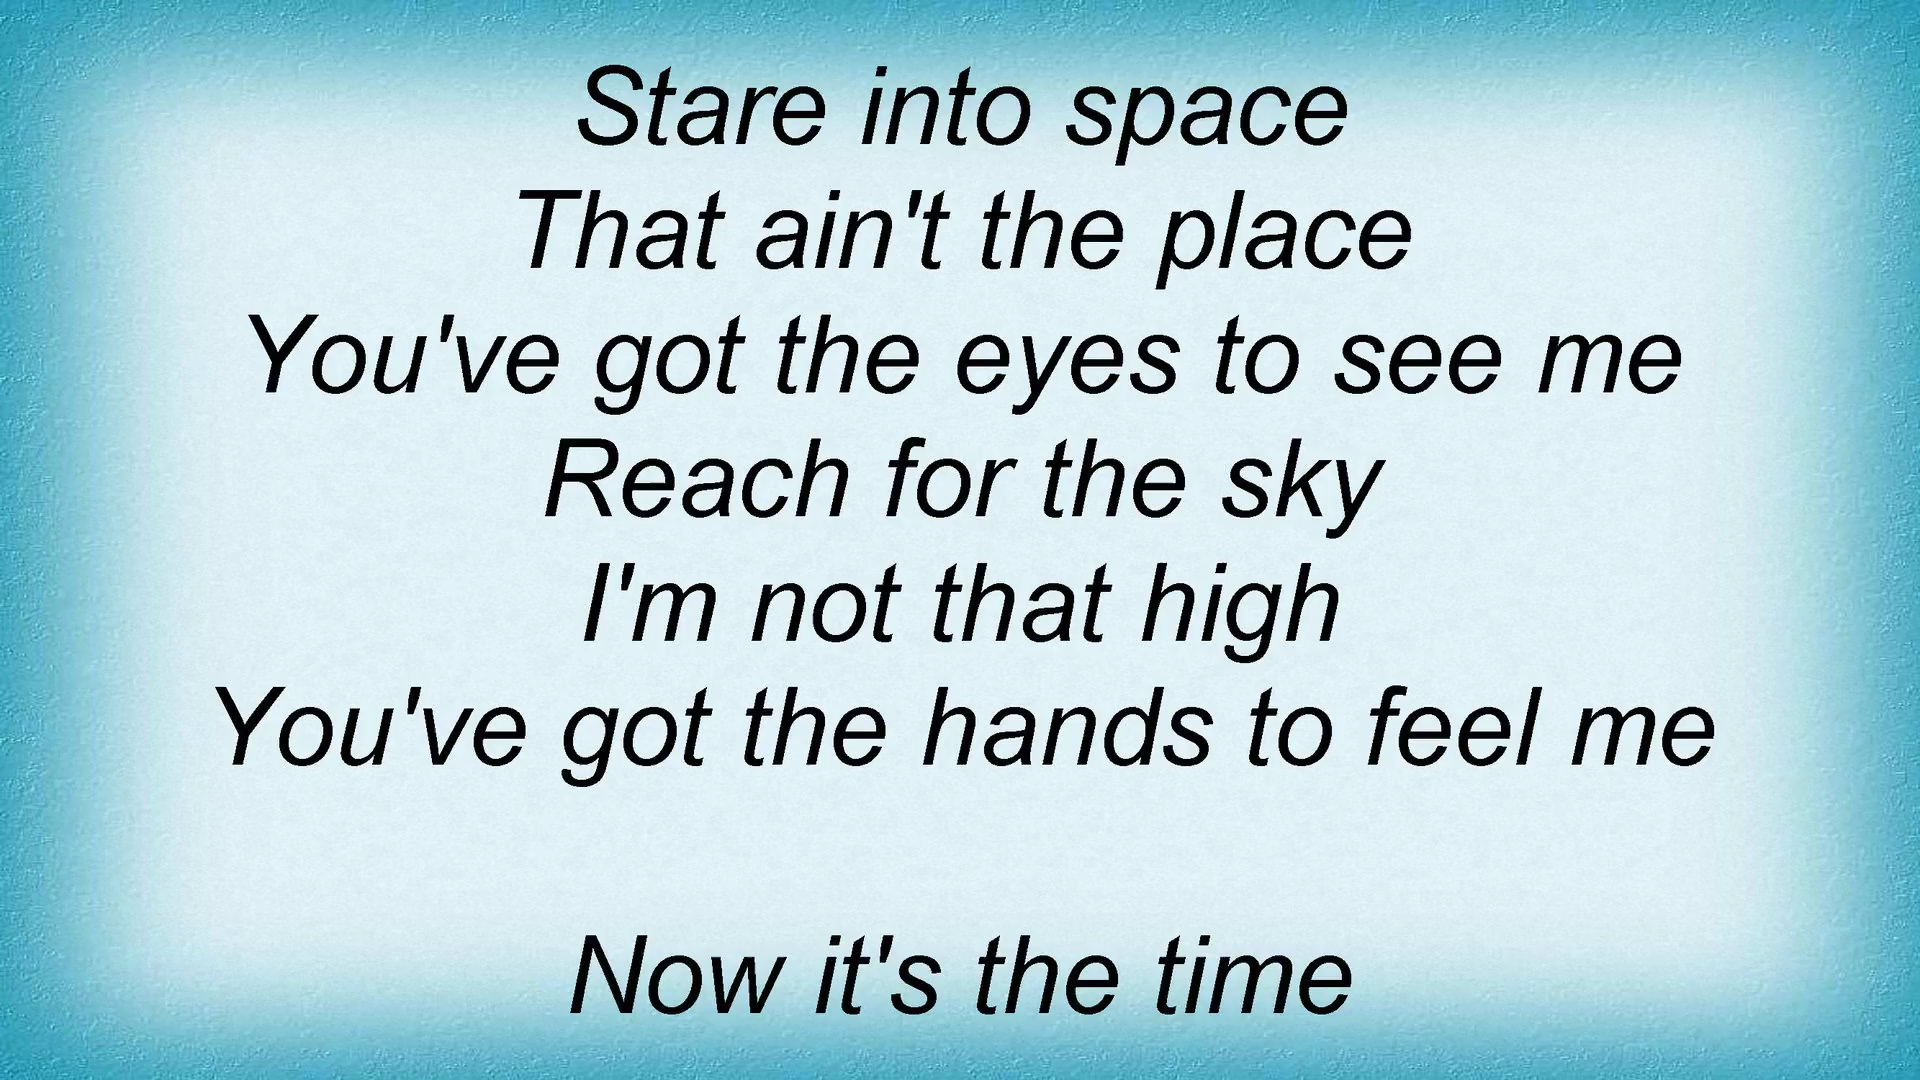 Stare into space
That ain't the place
You've got the eyes to see me
Reach for the sky
I'm not that high
You've got the hands to feel me
Now it's the time